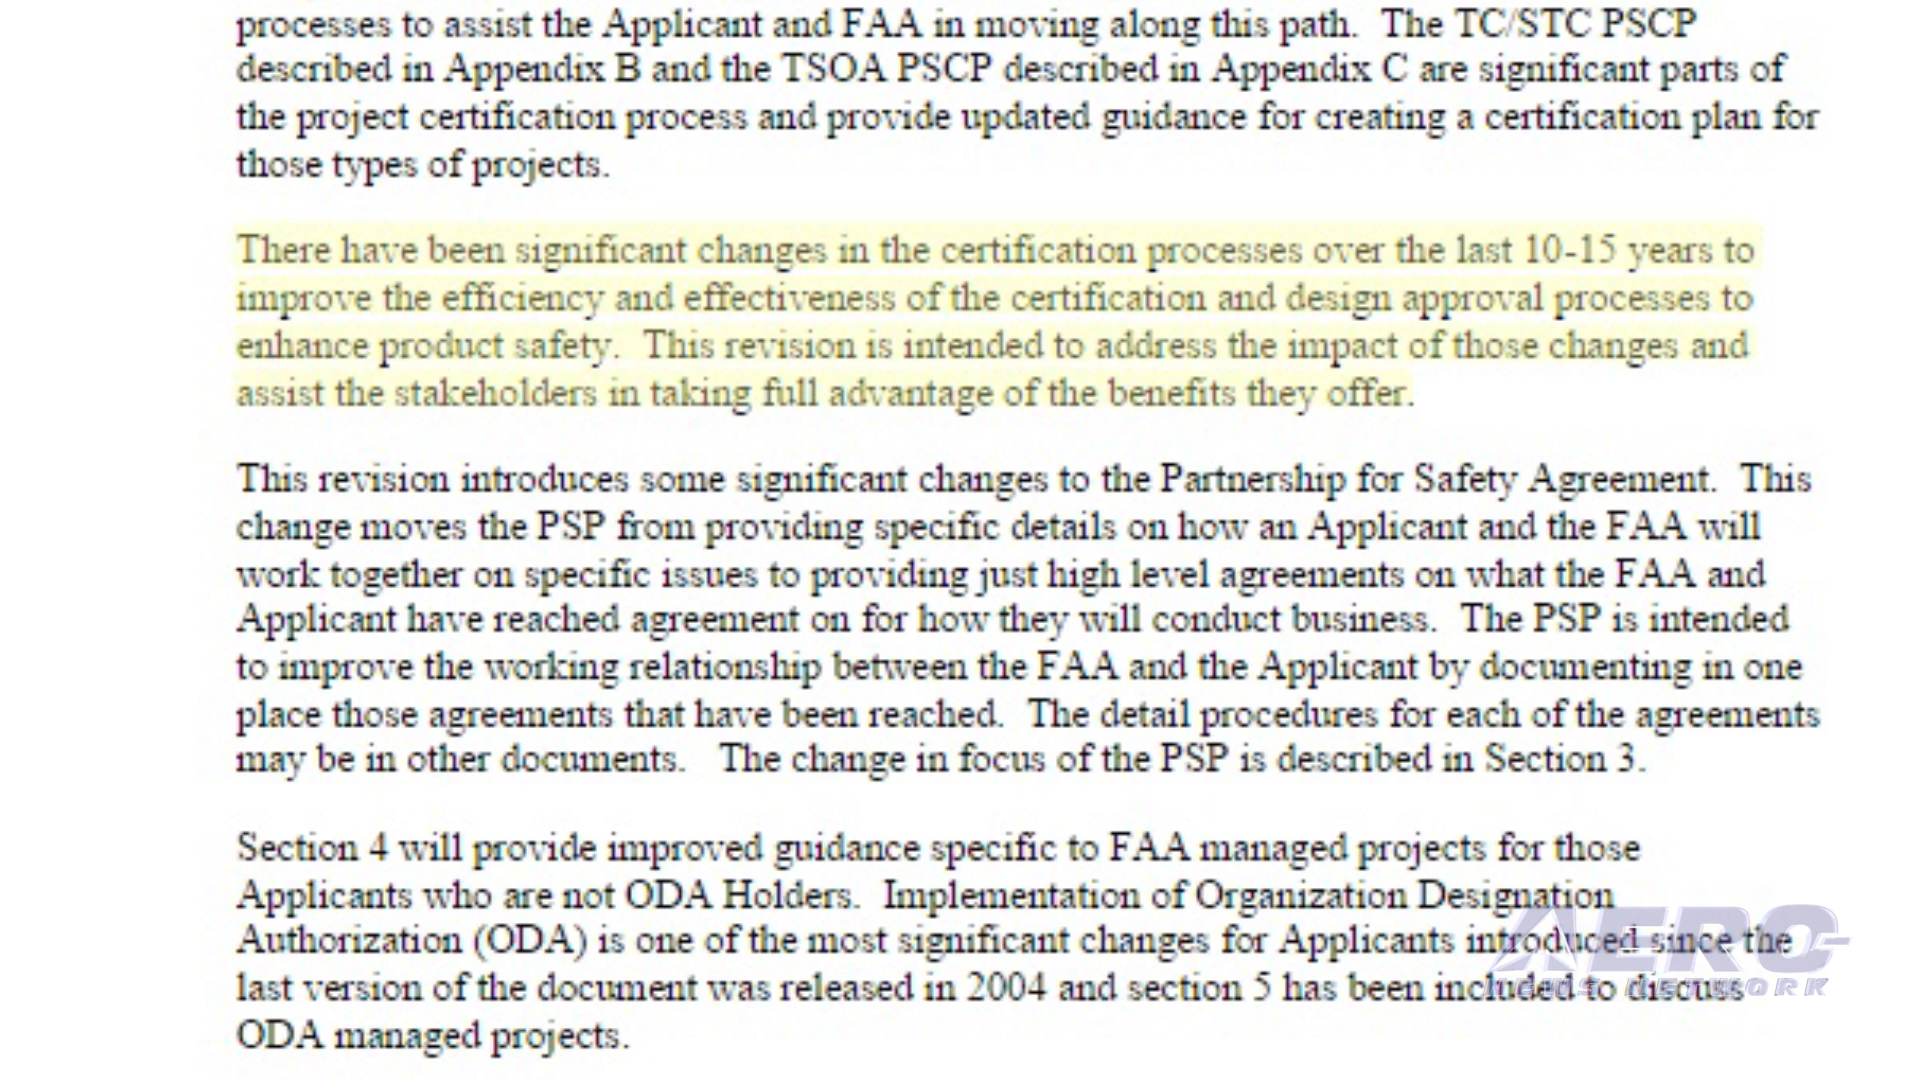 processes to assist the Applicant and FAA in moving along this path.  The TC/STC PSCP
described in Appendix B and the TSOA PSCP described in Appendix C are significant parts of
the project certification process and provide updated guidance for creating a certification plan for
those types of projects.
There have been significant changes in the certification processes over the last 10-15 years to
improve the efficiency and effectiveness of the certification and design approval processes to
enhance product safety.  This revision is intended to address the impact of those changes and
assist the stakeholders in taking full advantage of the benefits they offer.
This revision introduces some significant changes to the Partnership for Safety Agreement.  This
change moves the PSP from providing specific details on how an Applicant and the FAA will
work together on specific issues to providing just high level agreements on what the FAA and
Applicant have reached agreement on for how they will conduct business.  The PSP is intended
to improve the working relationship between the FAA and the Applicant by documenting in one
place those agreements that have been reached.  The detail procedures for each of the agreements
may be in other documents.   The change in focus of the PSP is described in Section 3.
Section 4 will provide improved guidance specific to FAA managed projects for those
Applicants who are not ODA Holders.  Implementation of Organization Designation
Authorization (ODA) is one of the most significant changes for Applicants introduced since the
last version of the document was released in 2004 and section 5 has been included to discuss
ODA managed projects.
AERO-
NEWS NETWORK